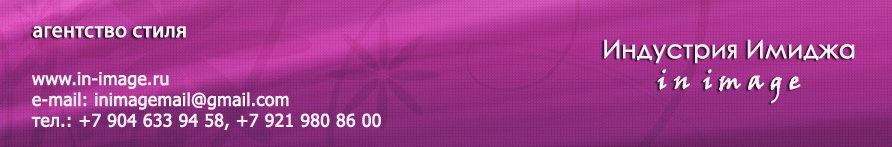 агентство стиля
www.in-image.ru
e-mail: inimagemail@gmail.com
тел.: +7 904 633 94 58, +7 921 980 86 00
Индустрия Имиджа
in image